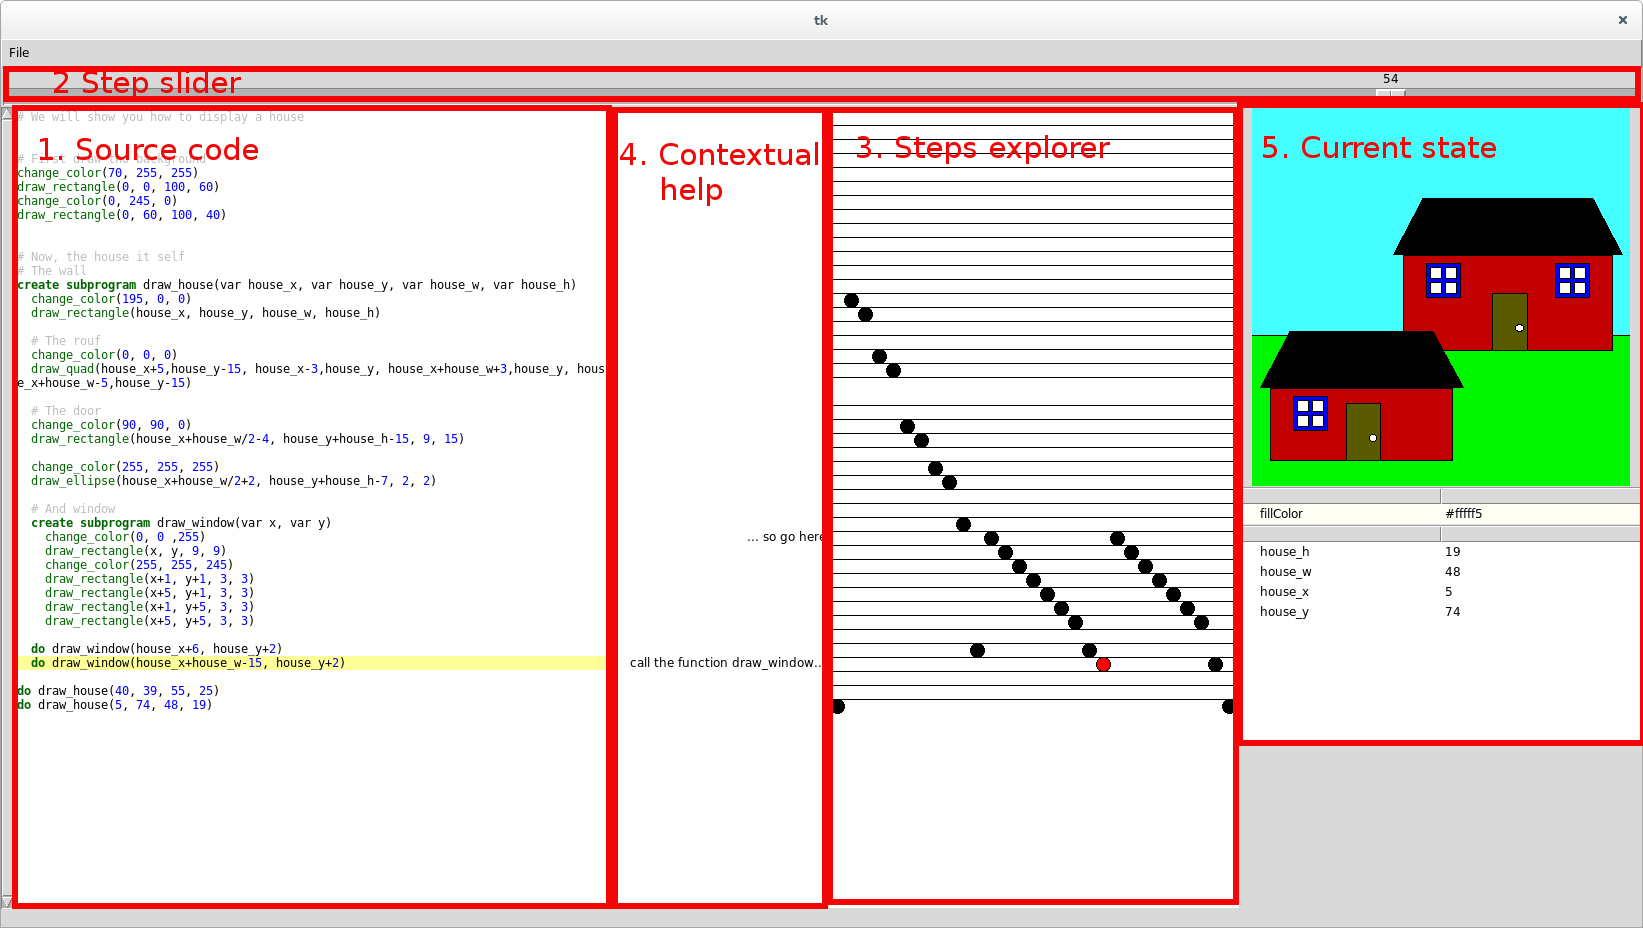 tk
File
2 Step slider
54
# We will show you how to display a house
1. Source code
# First draw the background
change_color(70, 255, 255)
draw_rectangle(0, 0, 100, 60)
change_color(0, 245, 0)
draw_rectangle(0, 60, 100, 40)
# Now, the house it self
# The wall
create subprogram draw_house(var house_x, var house_y, var house_w, var house_h)
change_color(195, 0, 0)
draw_rectangle(house_x, house_y, house_w, house_h)
# The rouf
change_color(0, 0, 0)
draw_quad(house_x+5,house_y-15, house_x-3,house_y, house_x+house_w+3,house_y, hous
e_x+house_w-5,house_y-15)
# The door
change_color(90, 90, 0)
draw_rectangle(house_x+house_w/2-4, house_y+house_h-15, 9, 15)
change_color(255, 255, 255)
draw_ellipse(house_x+house_w/2+2, house_y+house_h-7, 2, 2)
# And window
create subprogram draw_window(var x, var y)
change_color(0, 0 ,255)
draw_rectangle(x, y, 9, 9)
change_color(255, 255, 245)
draw_rectangle(x+1, y+1, 3, 3)
draw_rectangle(x+5, y+1, 3, 3)
draw_rectangle(x+1, y+5, 3, 3)
draw_rectangle(x+5, y+5, 3, 3)
do draw_window(house_x+6, house_y+2)
do draw_window(house_x+house_w-15, house_y+2)
do draw_house(40, 39, 55, 25)
do draw_house(5, 74, 48, 19)
4. Contextual
help
... so go here
call the function draw_window...
3. Steps explorer
5. Current state
fillColor #fffff5
house_h 19
house_w 48
house_x 5
house_y 74